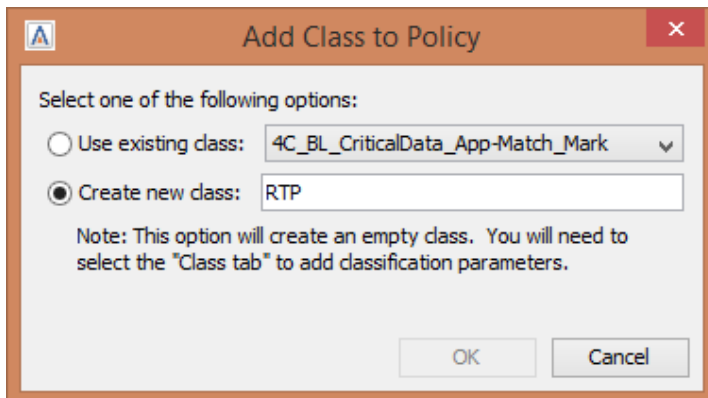 Add Class to Policy
Select one of the following options:
Use existing class: 4C_BL_CriticalData_App-Match_Mark
Create new class: RTP
Note: This option will create an empty class. You will need to
select the "Class tab" to add classification parameters.
OK Cancel